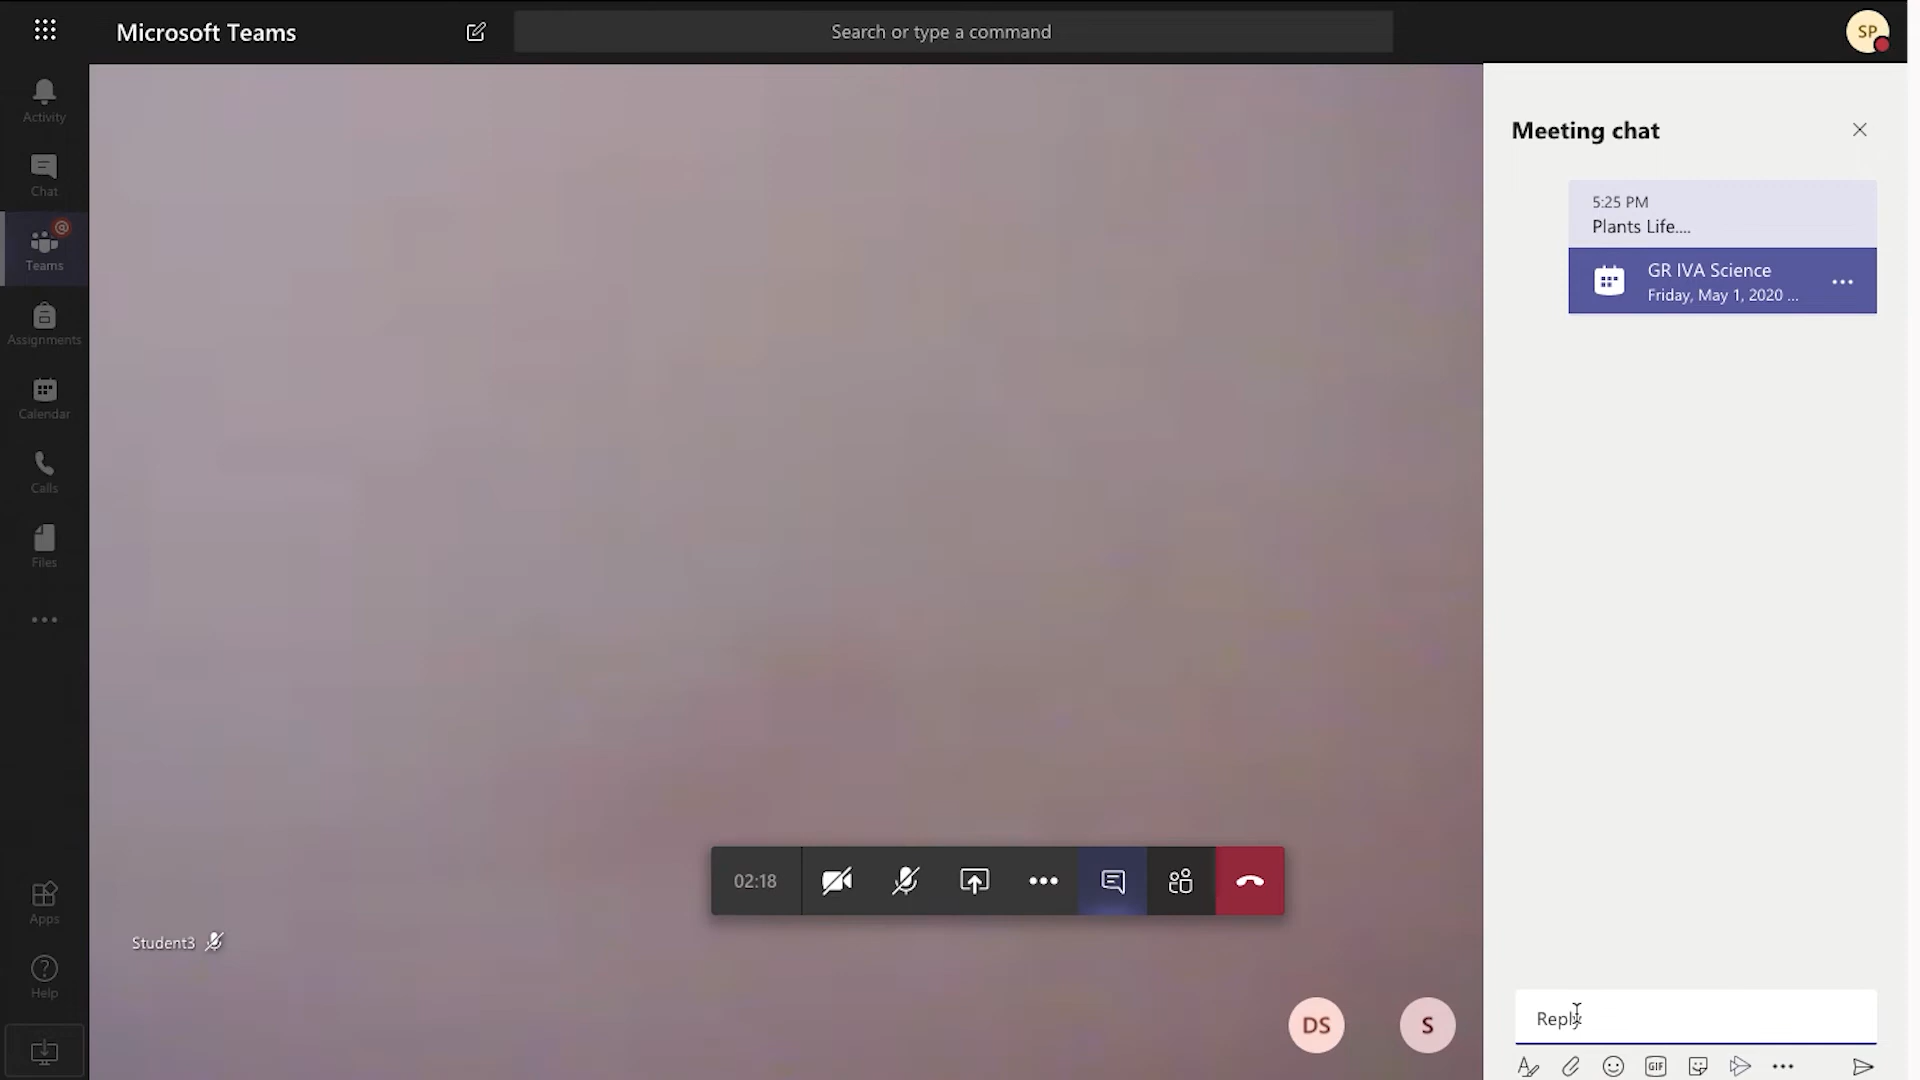 Microsoft Teams
Search or type a command
SP
Activity
Chat
@
Teams
Assignments
Calendar
Calls
Files
Apps
Help
Meeting chat
5:25 PM
Plants Life....
GR IVA Science
Friday, May 1, 2020 ...
02:18
Student3
DS
S
Reply
GIF